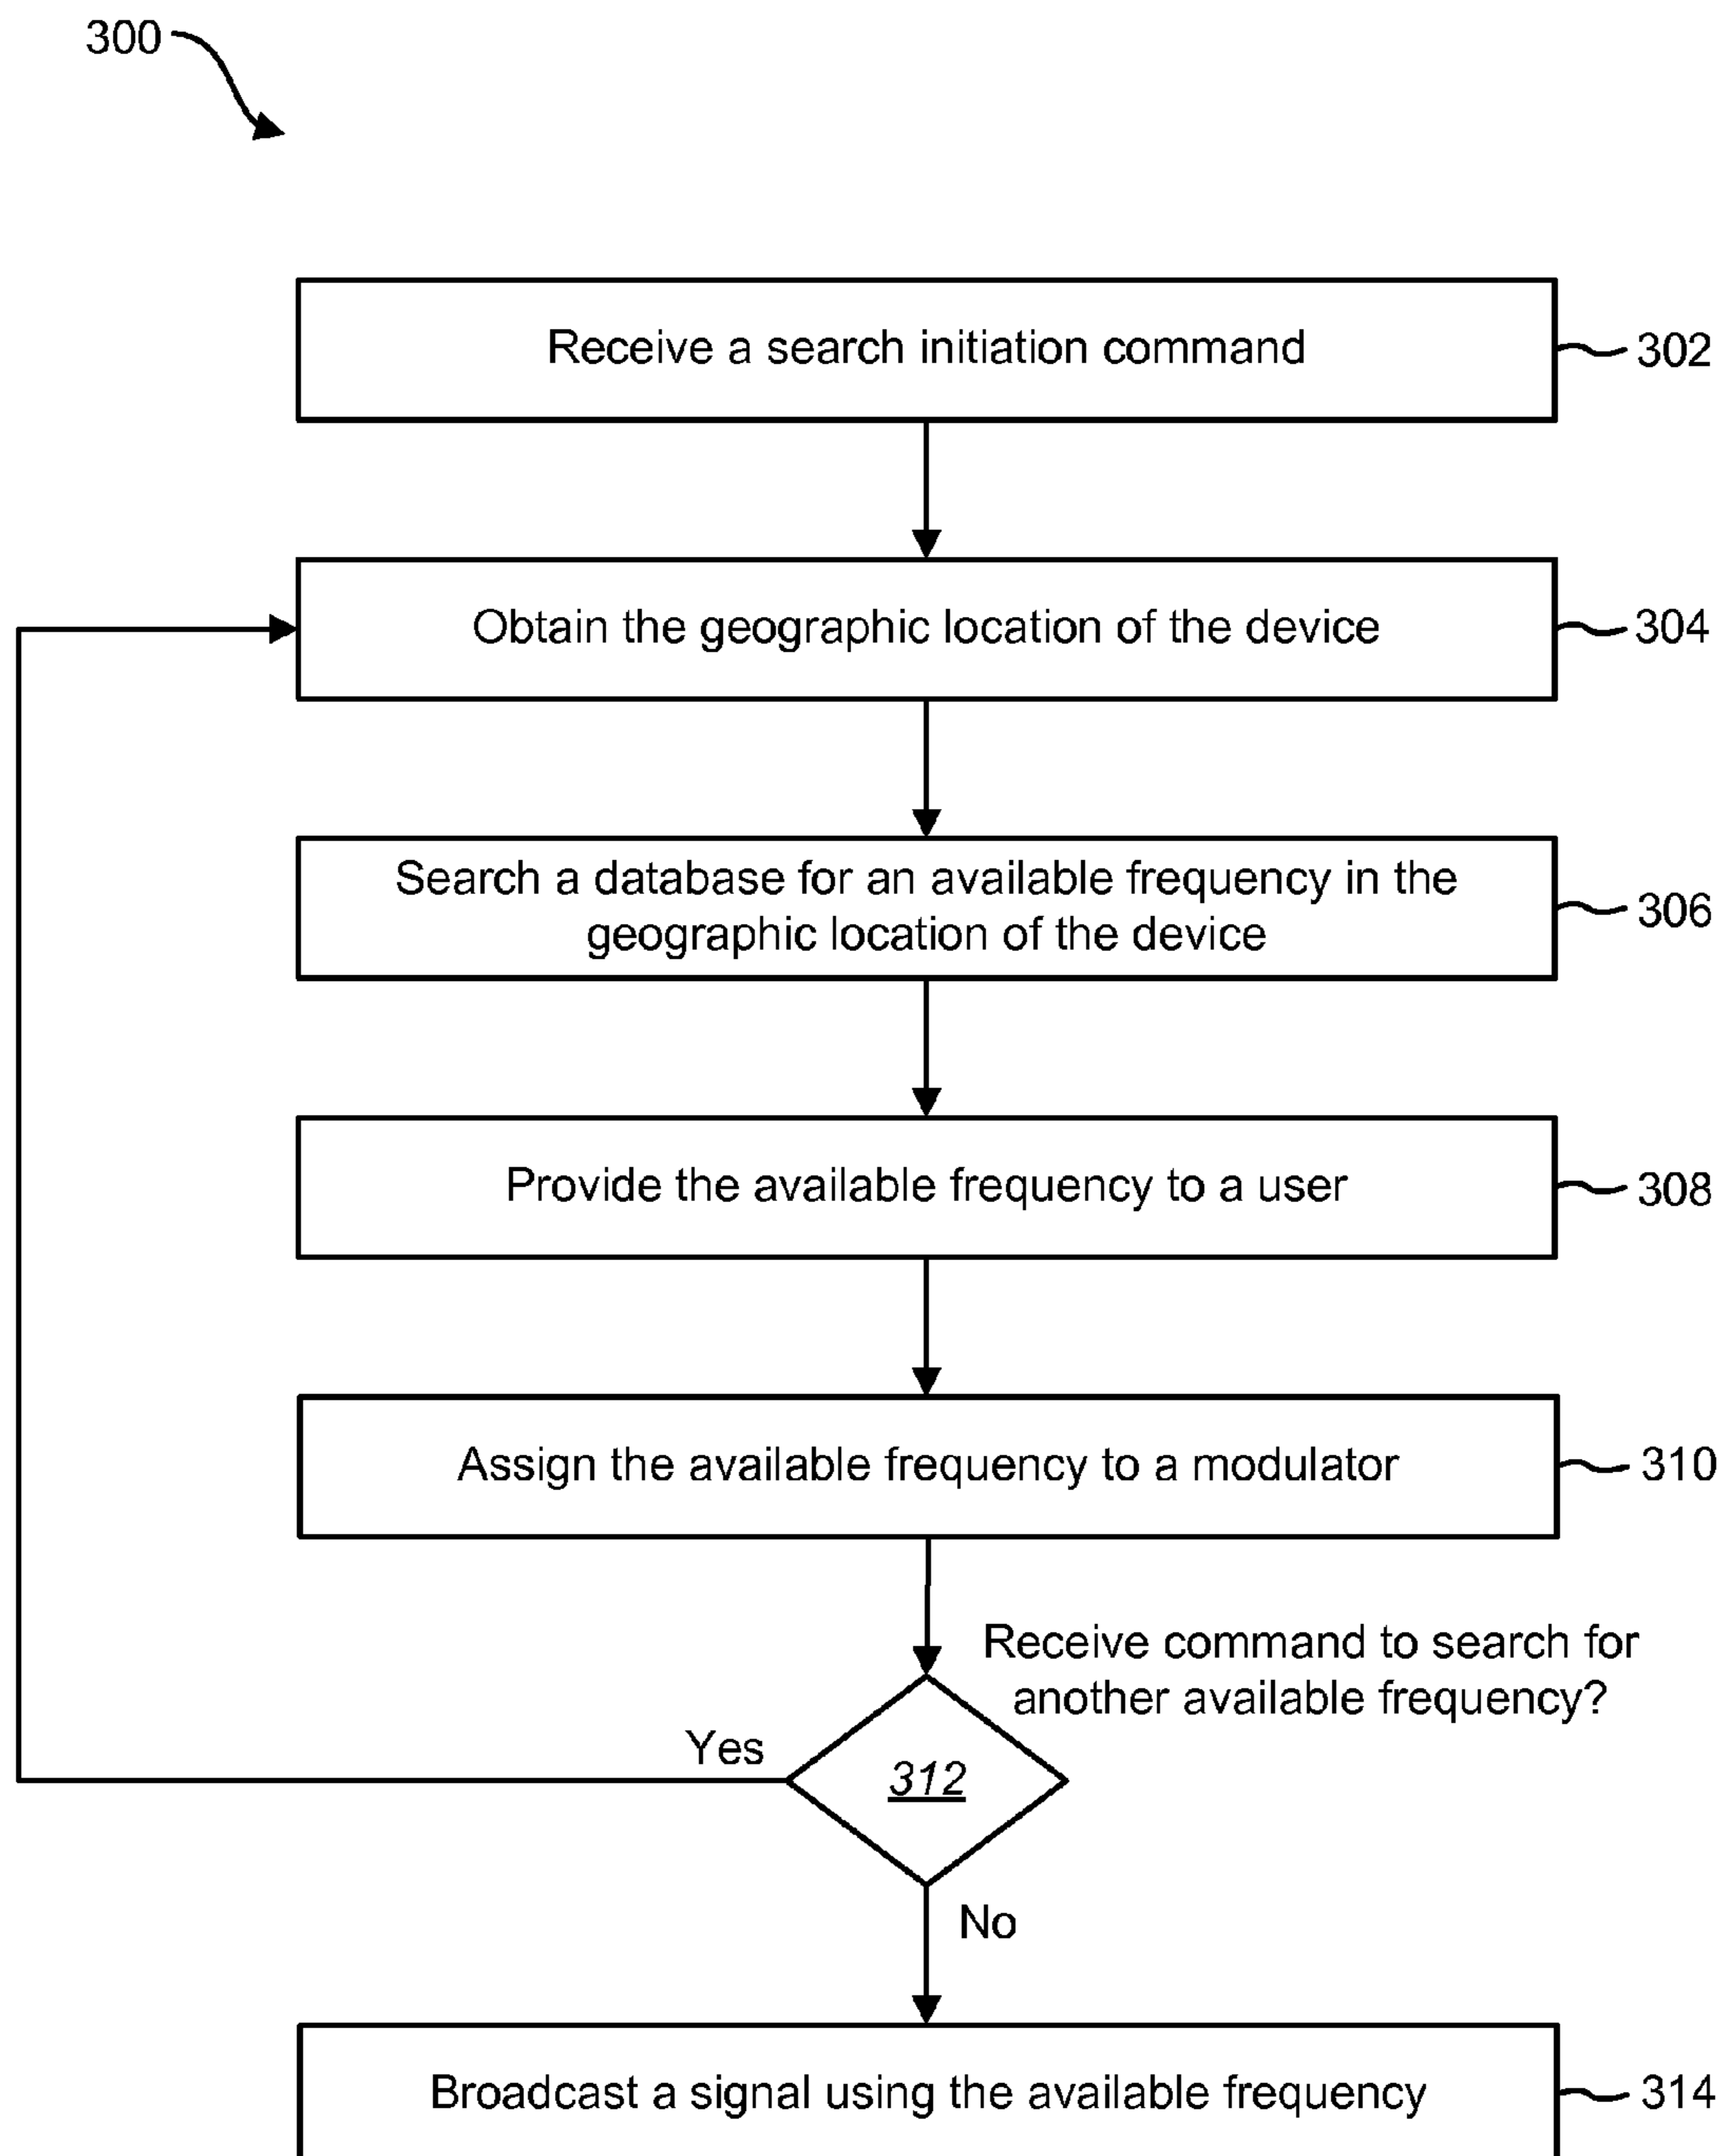 300
Receive a search initiation command
302
Obtain the geographic location of the device
304
Search a database for an available frequency in the
geographic location of the device
306
Provide the available frequency to a user
308
Assign the available frequency to a modulator
310
Receive command to search for
another available frequency?
Yes
312
No
Broadcast a signal using the available frequency
314